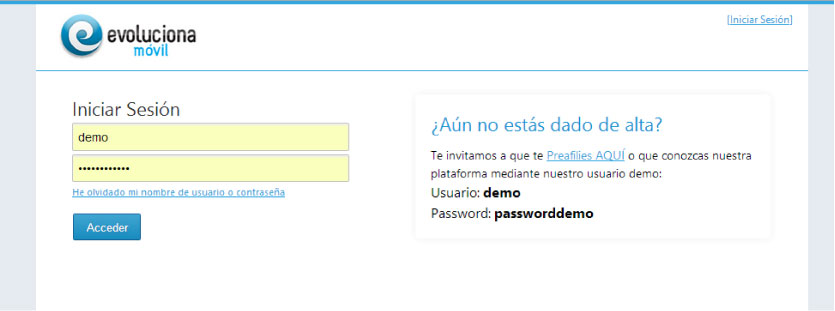 evoluciona
móvil
[Iniciar Sesión]
Iniciar Sesión
demo
••••••••••••
He olvidado mi nombre de usuario o contraseña
Acceder
¿Aún no estás dado de alta?
Te invitamos a que te Preafilies AQUÍ o que conozcas nuestra
plataforma mediante nuestro usuario demo:
Usuario: demo
Password: passworddemo